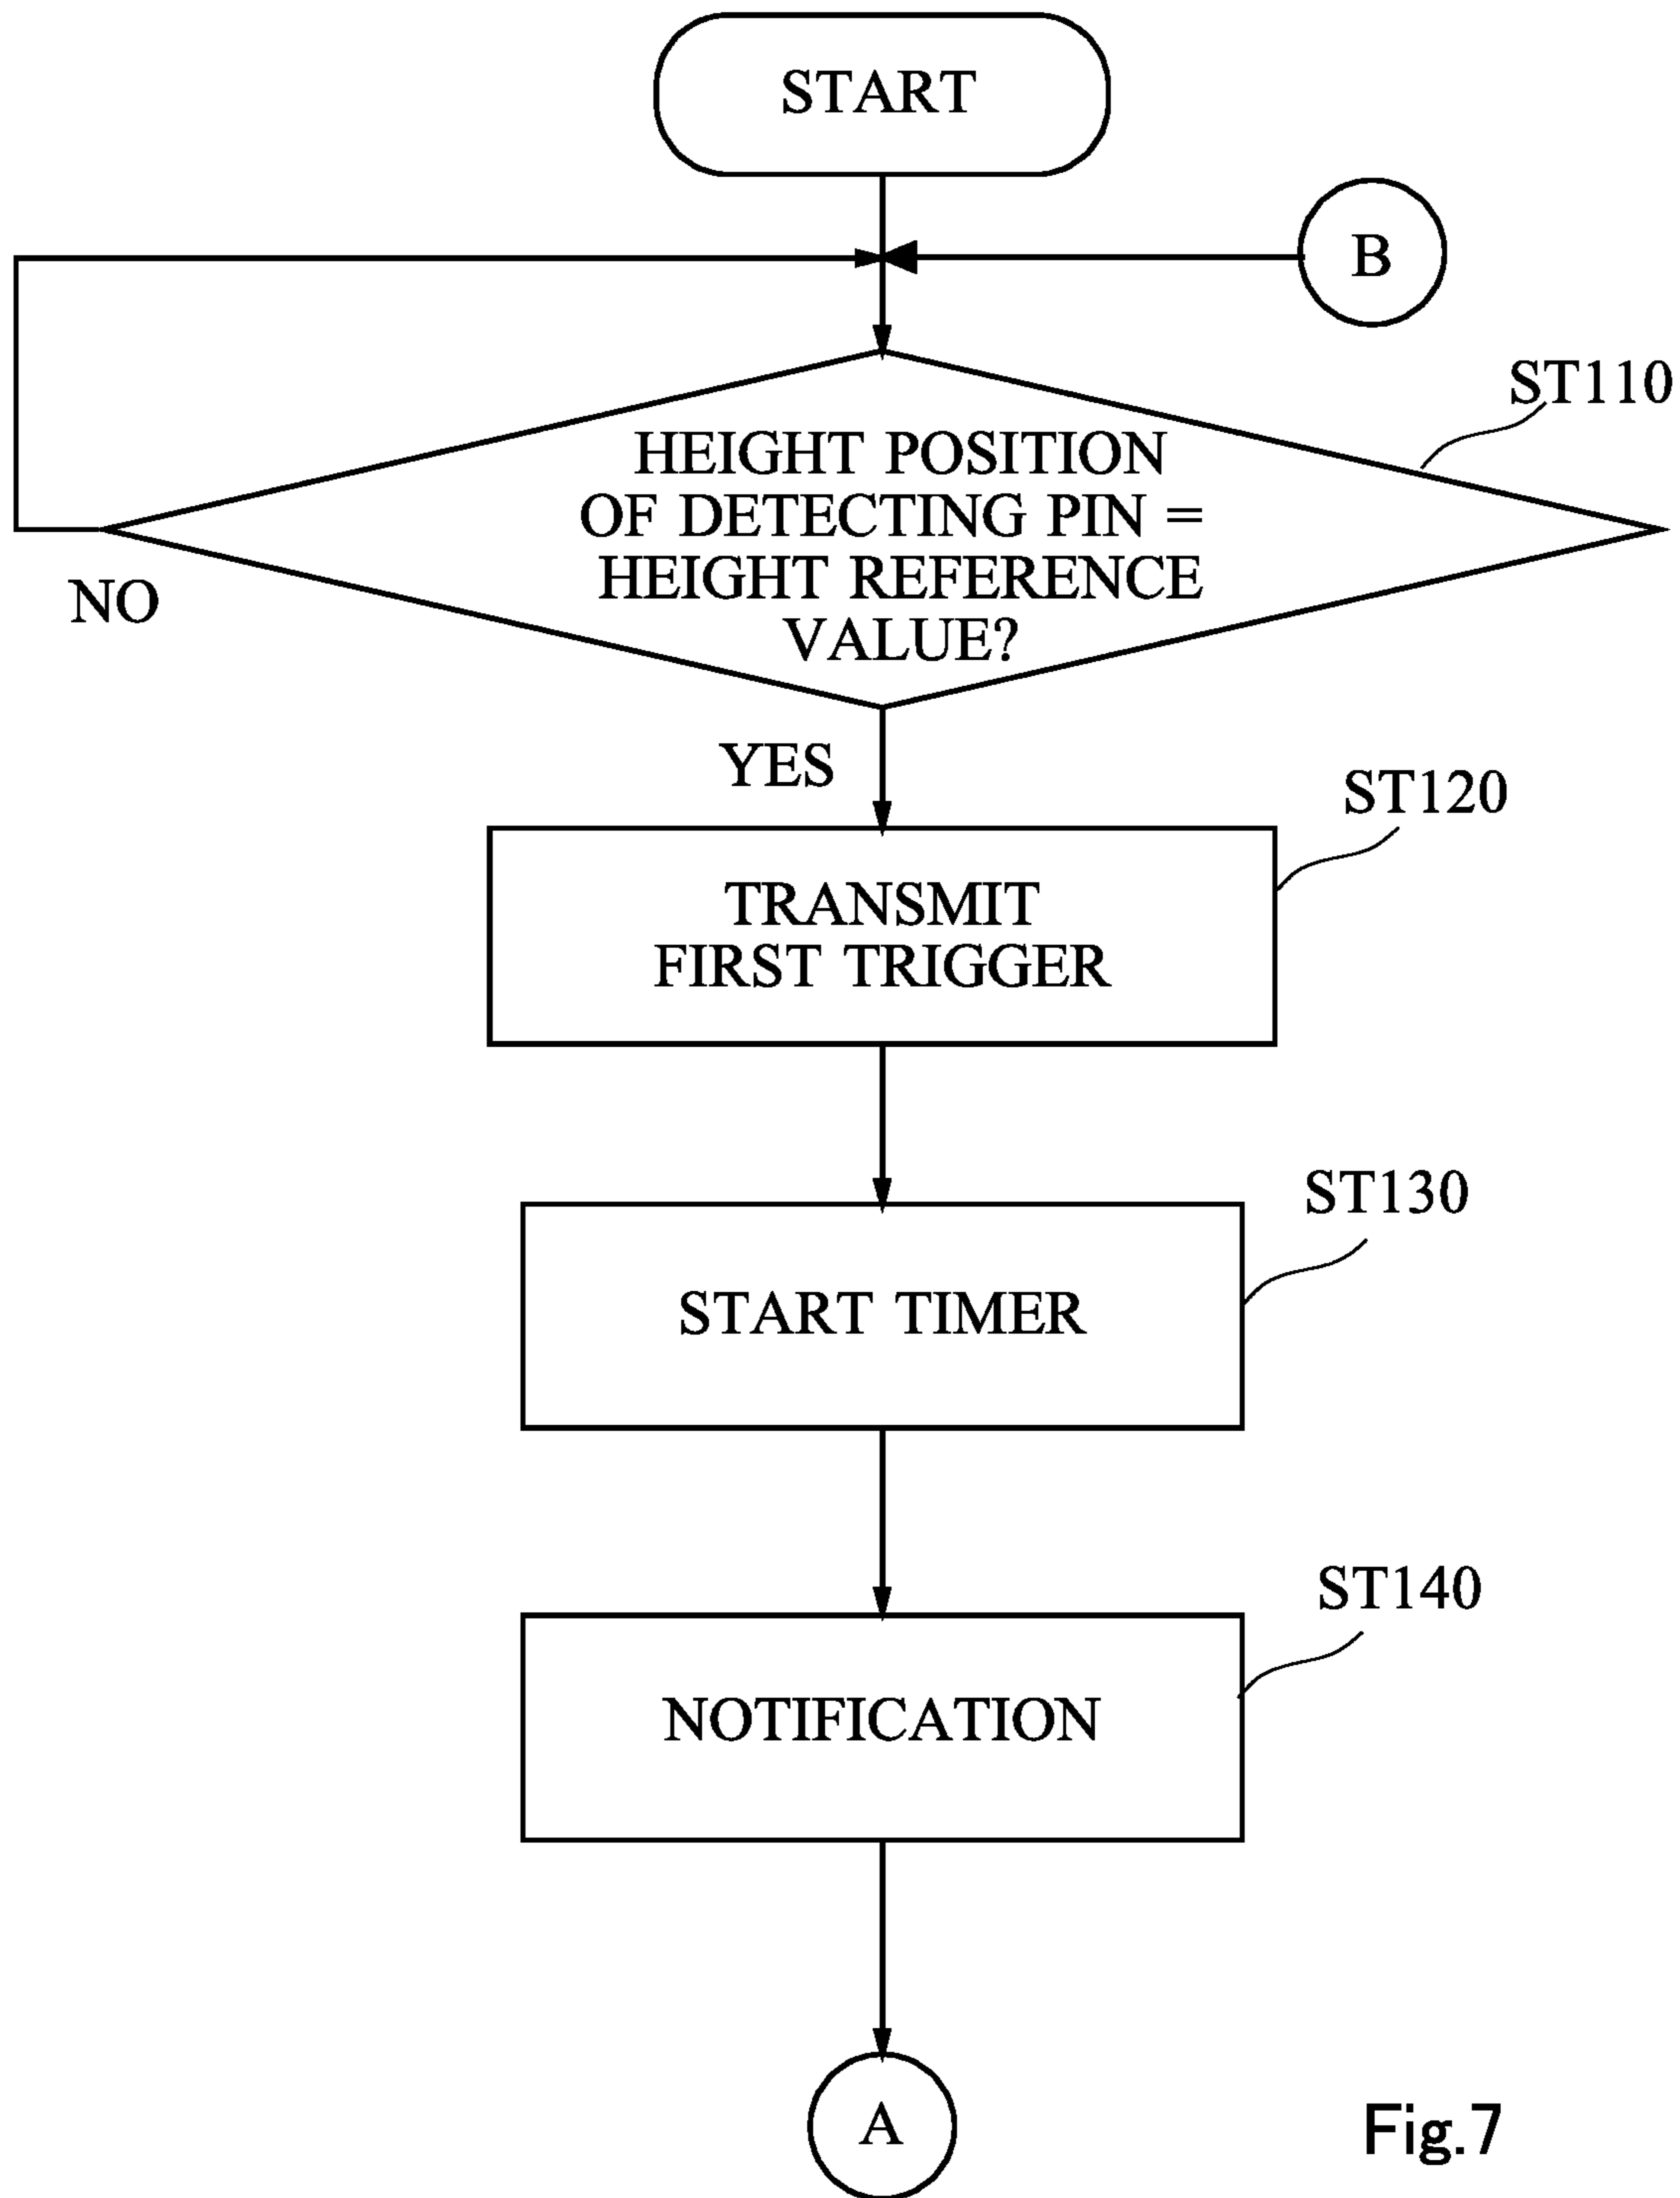 START
B
ST110
HEIGHT POSITION
OF DETECTING PIN =
HEIGHT REFERENCE
VALUE?
NO
YES
ST120
TRANSMIT
FIRST TRIGGER
ST130
START TIMER
ST140
NOTIFICATION
A
Fig.7